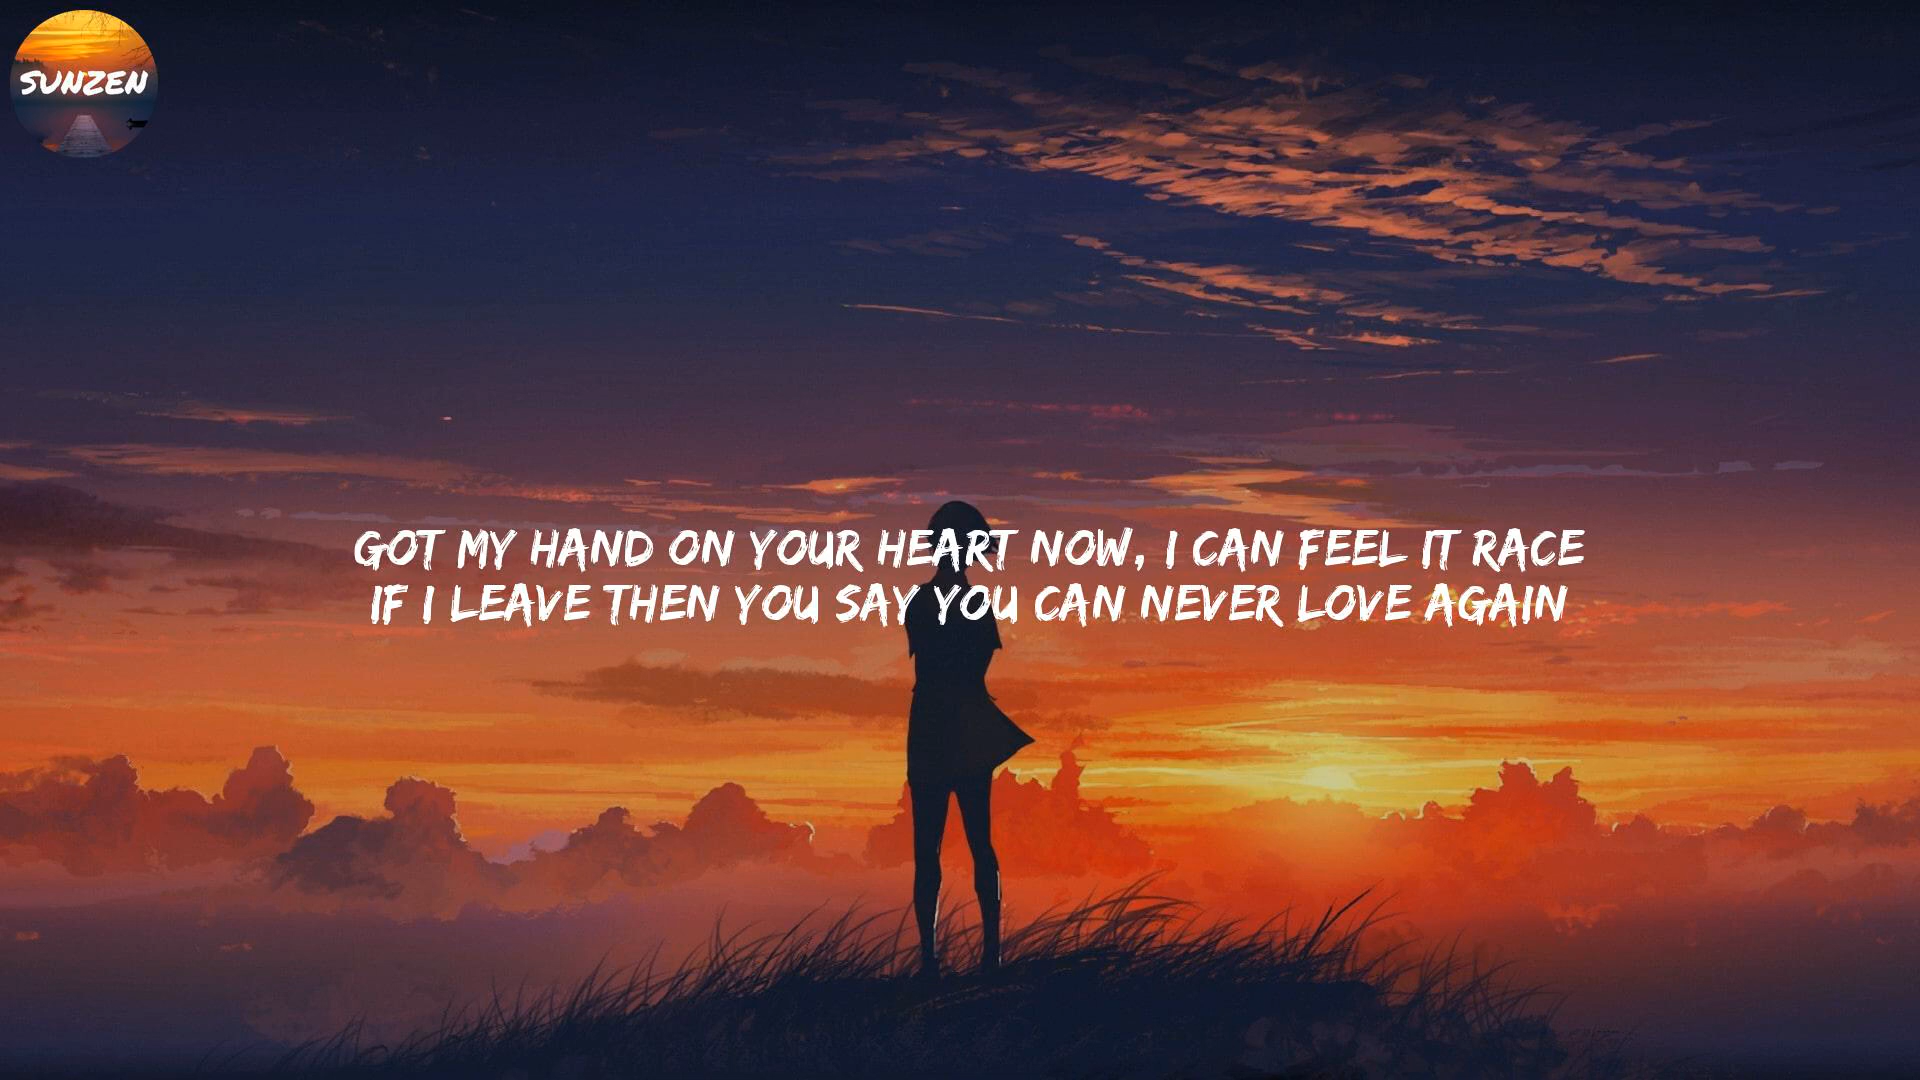 SUNZEN
GOT MY HAND ON YOUR HEART NOW, I CAN FEEL IT RACE
IF I LEAVE THEN YOU SAY YOU CAN NEVER LOVE AGAIN